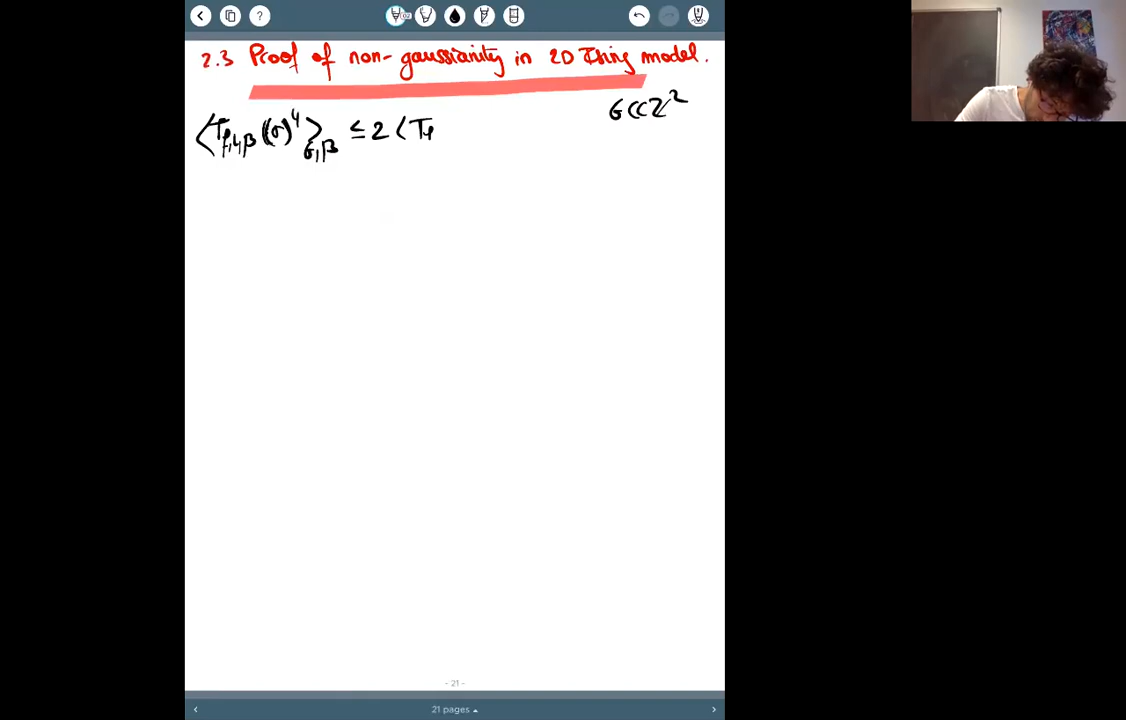 2.3 Proof of non-gaussianity in 2D Ising model.
G⊂⊂ℤ²
⟨T_{f,L,β}(σ)⁴⟩_{G,β} ≤ 2⟨T_f
- 21 -
21 pages